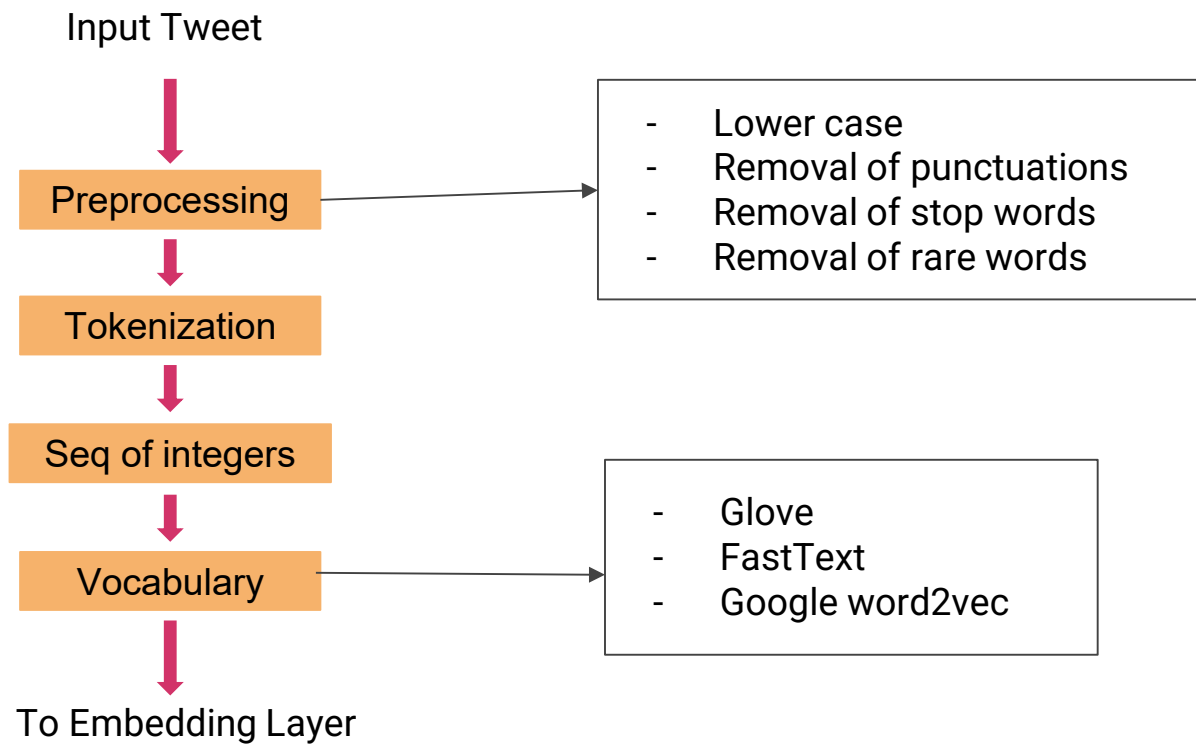 Input Tweet
Preprocessing
- Lower case
- Removal of punctuations
- Removal of stop words
- Removal of rare words
Tokenization
Seq of integers
Vocabulary
- Glove
- FastText
- Google word2vec
To Embedding Layer